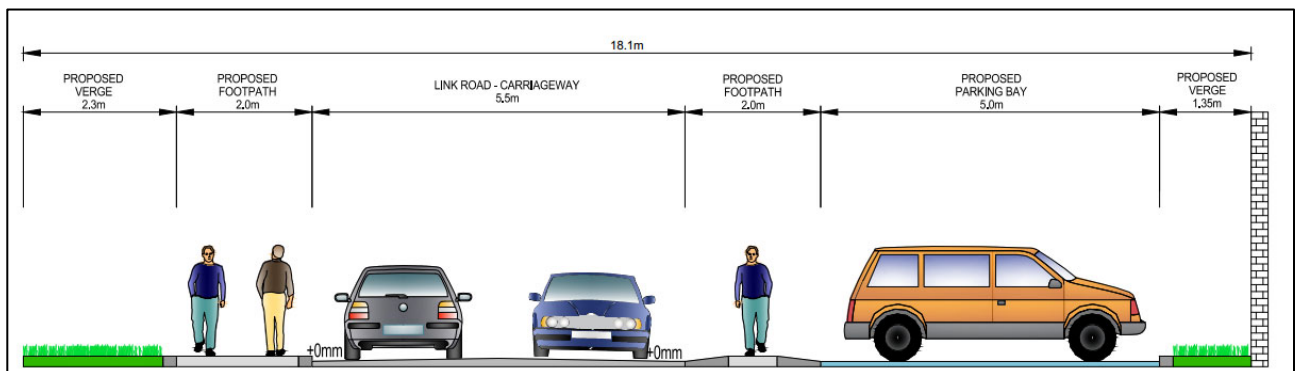 18.1m
PROPOSED
VERGE
2.3m
PROPOSED
FOOTPATH
2.0m
LINK ROAD - CARRIAGEWAY
5.5m
PROPOSED
FOOTPATH
2.0m
PROPOSED
PARKING BAY
5.0m
PROPOSED
VERGE
1.35m
+0mm
+0mm